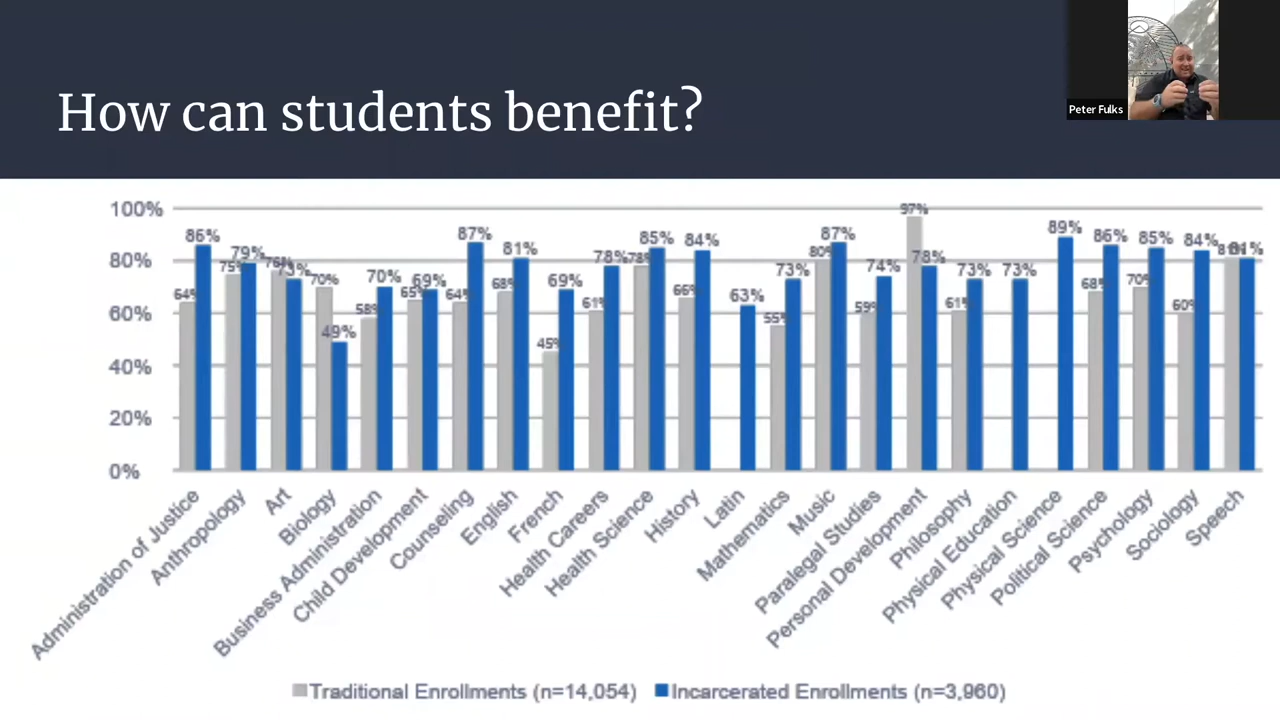 Peter Fulks
How can students benefit?
100%
80%
60%
40%
20%
0%
64% 86%
75% 79%
76% 73%
70% 49%
58% 70%
65% 69%
64% 87%
68% 81%
45% 69%
61% 78%
78% 85%
66% 84%
63%
55% 73%
80% 87%
59% 74%
97% 78%
61% 73%
73%
89%
68% 86%
70% 85%
60% 84%
81% 81%
Administration of Justice
Anthropology
Art
Biology
Business Administration
Child Development
Counseling
English
French
Health Careers
Health Science
History
Latin
Mathematics
Music
Paralegal Studies
Personal Development
Philosophy
Physical Education
Physical Science
Political Science
Psychology
Sociology
Speech
Traditional Enrollments (n=14,054) Incarcerated Enrollments (n=3,960)